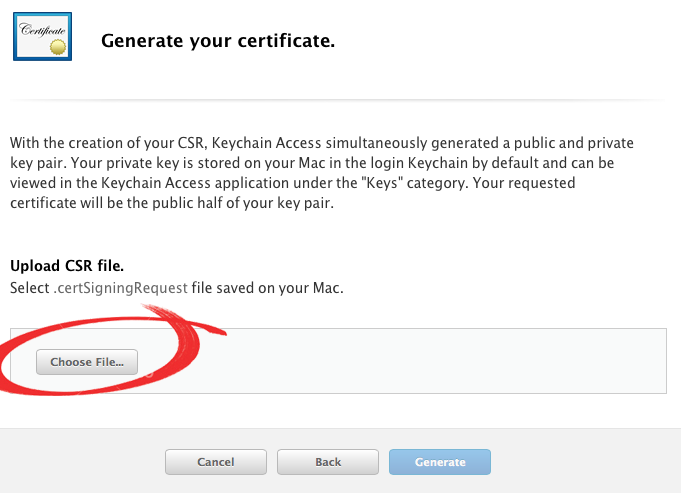 Certificate
Generate your certificate.
With the creation of your CSR, Keychain Access simultaneously generated a public and private
key pair. Your private key is stored on your Mac in the login Keychain by default and can be
viewed in the Keychain Access application under the "Keys" category. Your requested
certificate will be the public half of your key pair.
Upload CSR file.
Select .certSigningRequest file saved on your Mac.
Choose File...
Cancel Back Generate